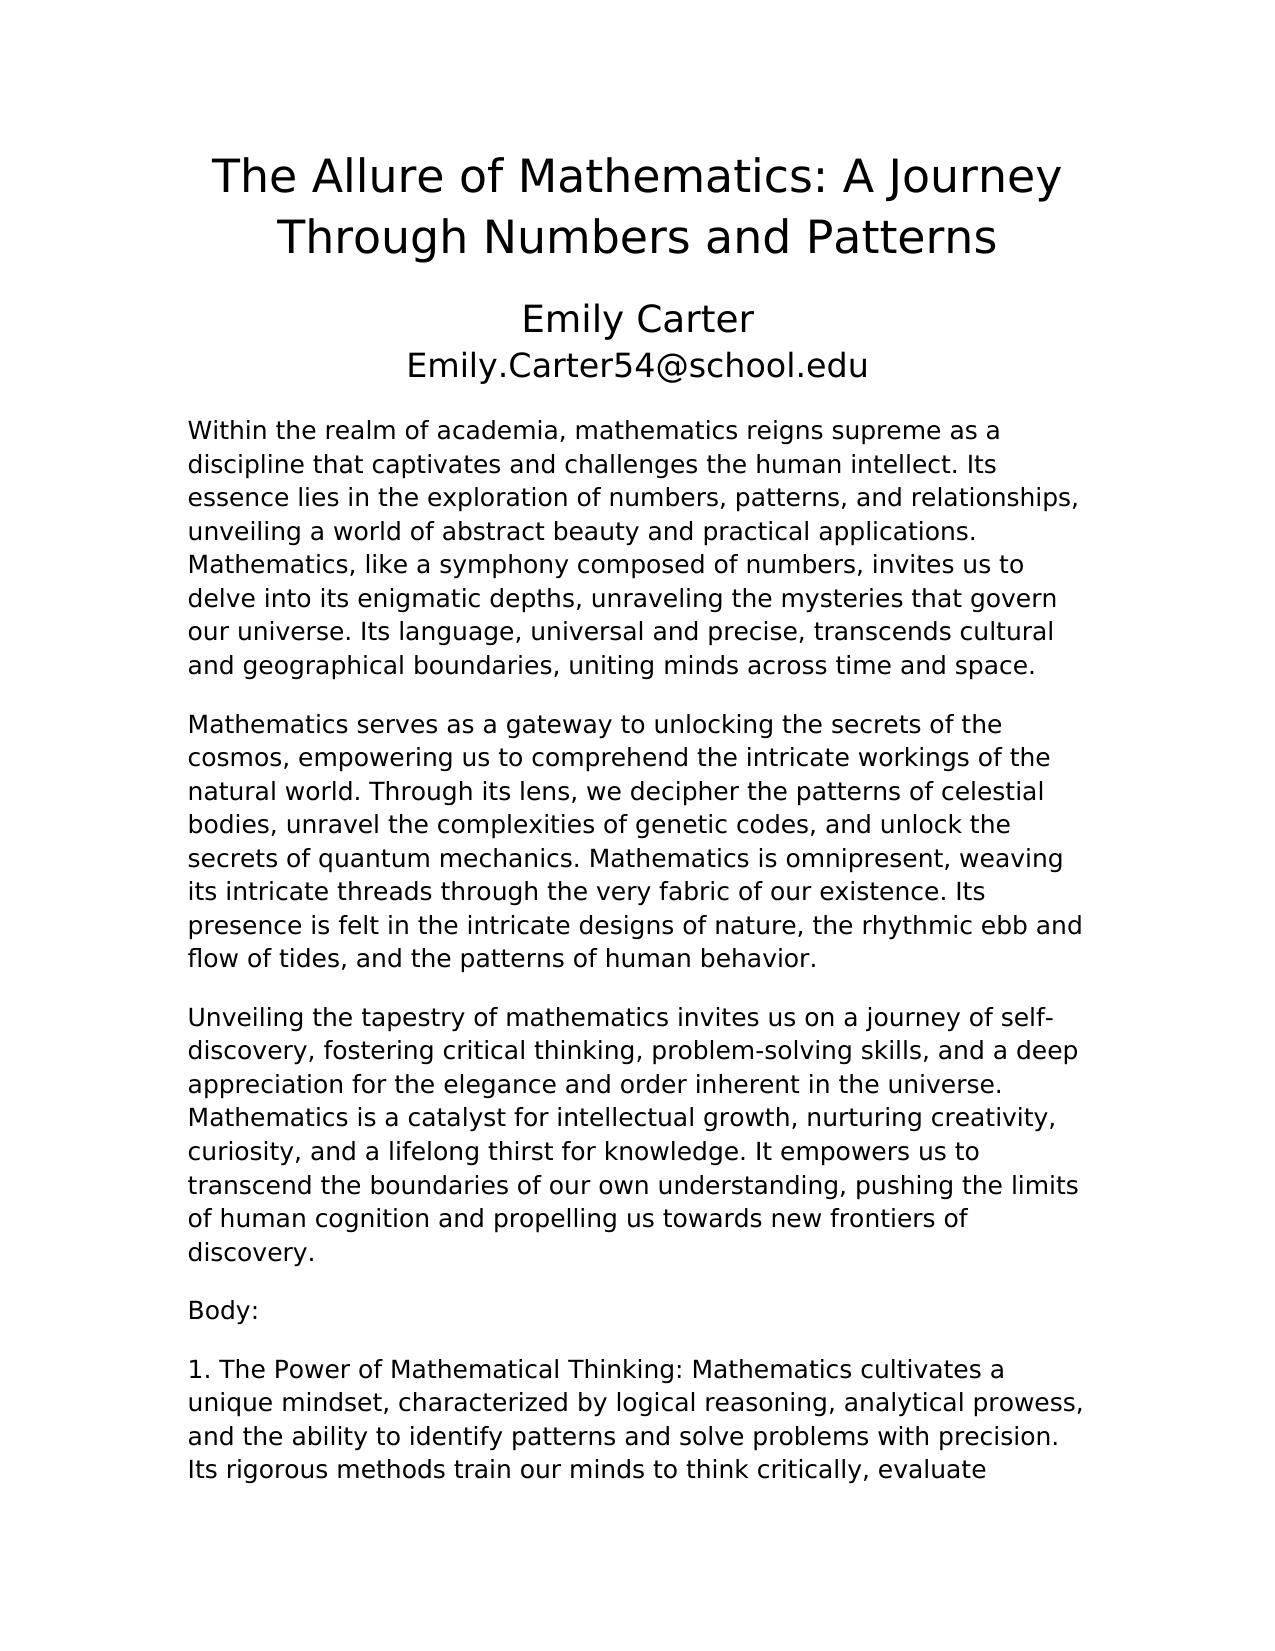 The Allure of Mathematics: A Journey
Through Numbers and Patterns
Emily Carter
Emily.Carter54@school.edu
Within the realm of academia, mathematics reigns supreme as a
discipline that captivates and challenges the human intellect. Its
essence lies in the exploration of numbers, patterns, and relationships,
unveiling a world of abstract beauty and practical applications.
Mathematics, like a symphony composed of numbers, invites us to
delve into its enigmatic depths, unraveling the mysteries that govern
our universe. Its language, universal and precise, transcends cultural
and geographical boundaries, uniting minds across time and space.
Mathematics serves as a gateway to unlocking the secrets of the
cosmos, empowering us to comprehend the intricate workings of the
natural world. Through its lens, we decipher the patterns of celestial
bodies, unravel the complexities of genetic codes, and unlock the
secrets of quantum mechanics. Mathematics is omnipresent, weaving
its intricate threads through the very fabric of our existence. Its
presence is felt in the intricate designs of nature, the rhythmic ebb and
flow of tides, and the patterns of human behavior.
Unveiling the tapestry of mathematics invites us on a journey of self-
discovery, fostering critical thinking, problem-solving skills, and a deep
appreciation for the elegance and order inherent in the universe.
Mathematics is a catalyst for intellectual growth, nurturing creativity,
curiosity, and a lifelong thirst for knowledge. It empowers us to
transcend the boundaries of our own understanding, pushing the limits
of human cognition and propelling us towards new frontiers of
discovery.
Body:
1. The Power of Mathematical Thinking: Mathematics cultivates a
unique mindset, characterized by logical reasoning, analytical prowess,
and the ability to identify patterns and solve problems with precision.
Its rigorous methods train our minds to think critically, evaluate